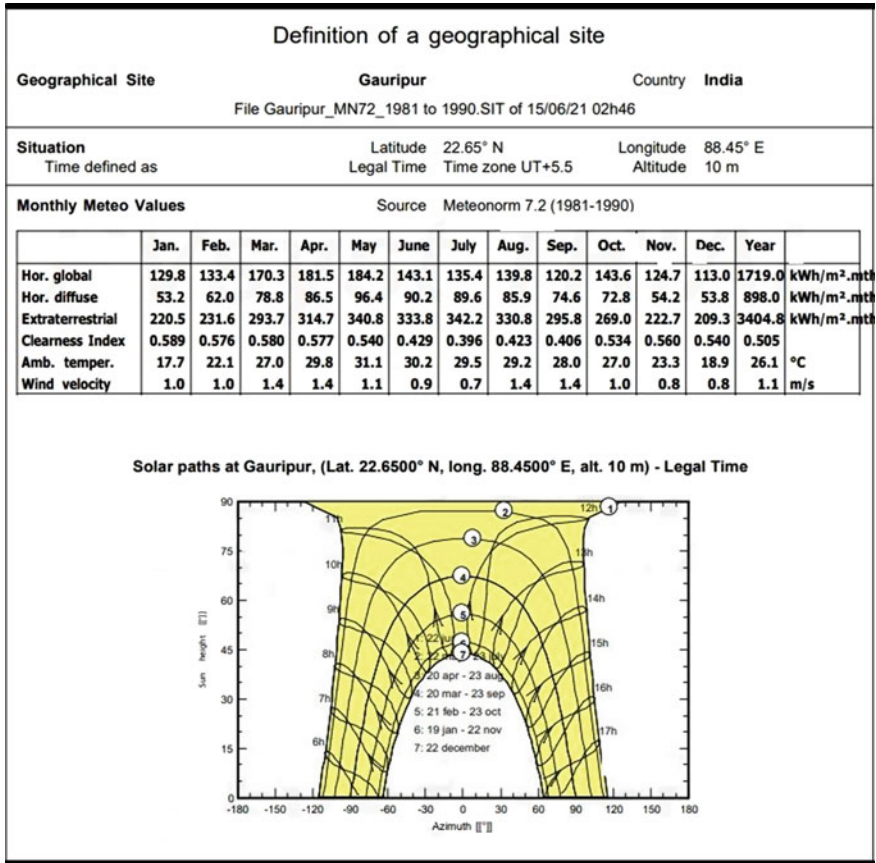 Definition of a geographical site
Geographical Site Gauripur Country India
File Gauripur_MN72_1981 to 1990.SIT of 15/06/21 02h46
Situation Latitude 22.65° N Longitude 88.45° E
Time defined as Legal Time Time zone UT+5.5 Altitude 10 m
Monthly Meteo Values Source Meteonorm 7.2 (1981-1990)
Jan. Feb. Mar. Apr. May June July Aug. Sep. Oct. Nov. Dec. Year
Hor. global 129.8 133.4 170.3 181.5 184.2 143.1 135.4 139.8 120.2 143.6 124.7 113.0 1719.0 kWh/m².mth
Hor. diffuse 53.2 62.0 78.8 86.5 96.4 90.2 89.6 85.9 74.6 72.8 54.2 53.8 898.0 kWh/m².mth
Extraterrestrial 220.5 231.6 293.7 314.7 340.8 333.8 342.2 330.8 295.8 269.0 222.7 209.3 3404.8 kWh/m².mth
Clearness Index 0.589 0.576 0.580 0.577 0.540 0.429 0.396 0.423 0.406 0.534 0.560 0.540 0.505
Amb. temper. 17.7 22.1 27.0 29.8 31.1 30.2 29.5 29.2 28.0 27.0 23.3 18.9 26.1 °C
Wind velocity 1.0 1.0 1.4 1.4 1.1 0.9 0.7 1.4 1.4 1.0 0.8 0.8 1.1 m/s
Solar paths at Gauripur, (Lat. 22.6500° N, long. 88.4500° E, alt. 10 m) - Legal Time
90
75
60
45
30
15
0
Sun height [[°]]
11h
10h
9h
8h
7h
6h
12h
13h
14h
15h
16h
17h
1
2
3
4
5
6
7
1: 22
2: 22
3: 20 apr - 23 aug
4: 20 mar - 23 sep
5: 21 feb - 23 oct
6: 19 jan - 22 nov
7: 22 december
-180 -150 -120 -90 -60 -30 0 30 60 90 120 150 180
Azimuth [[°]]